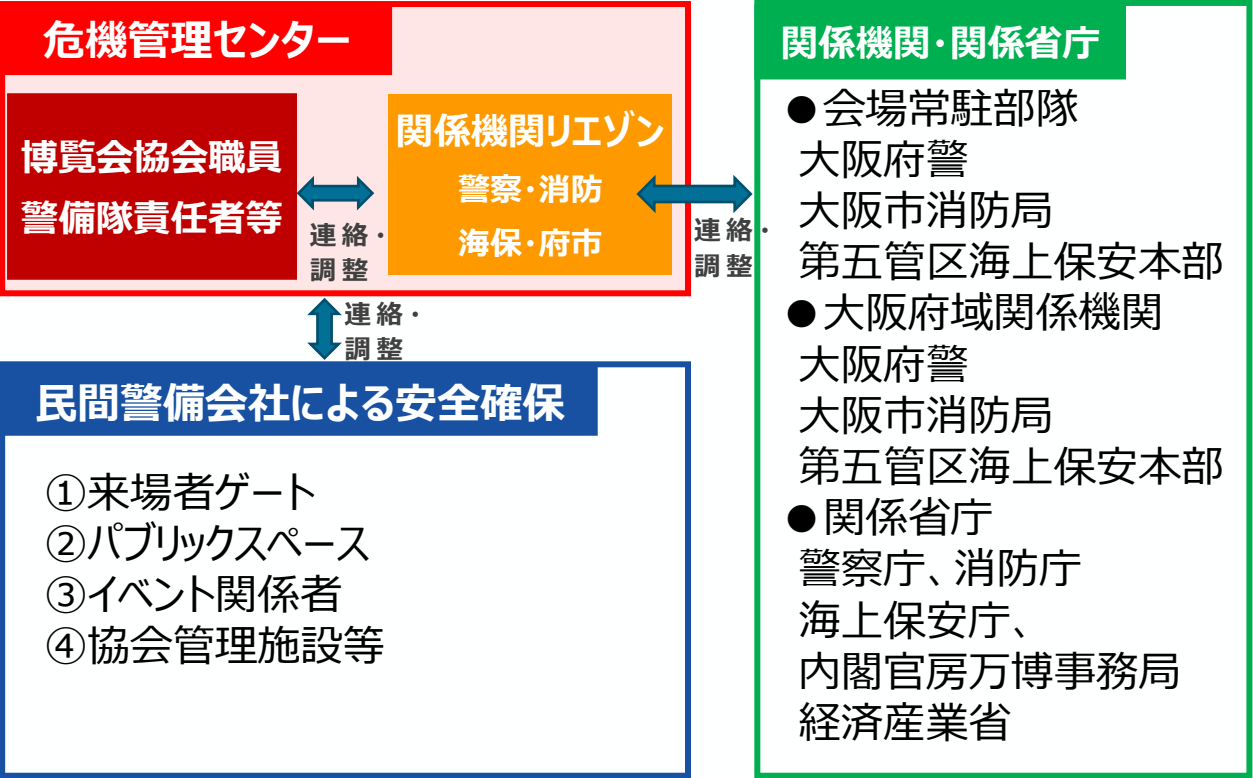 危機管理センター
博覧会協会職員
警備隊責任者等
連絡・
調整
関係機関リエゾン
警察・消防
海保・府市
連絡・
調整
連絡・
調整
民間警備会社による安全確保
①来場者ゲート
②パブリックスペース
③イベント関係者
④協会管理施設等
関係機関・関係省庁
●会場常駐部隊
大阪府警
大阪市消防局
第五管区海上保安本部
●大阪府域関係機関
大阪府警
大阪市消防局
第五管区海上保安本部
●関係省庁
警察庁、消防庁
海上保安庁、
内閣官房万博事務局
経済産業省